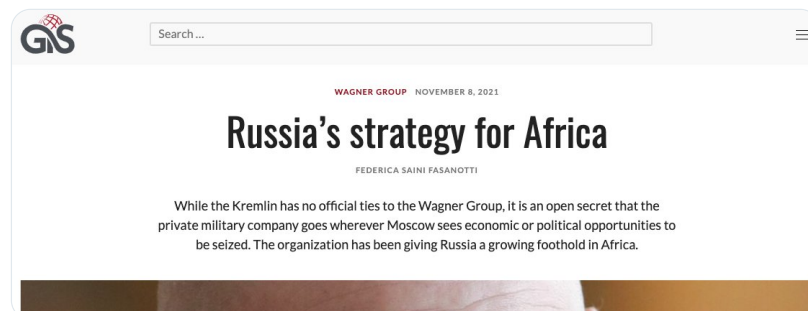 GIS
Search ...
WAGNER GROUP NOVEMBER 8, 2021
Russia's strategy for Africa
FEDERICA SAINI FASANOTTI
While the Kremlin has no official ties to the Wagner Group, it is an open secret that the
private military company goes wherever Moscow sees economic or political opportunities to
be seized. The organization has been giving Russia a growing foothold in Africa.